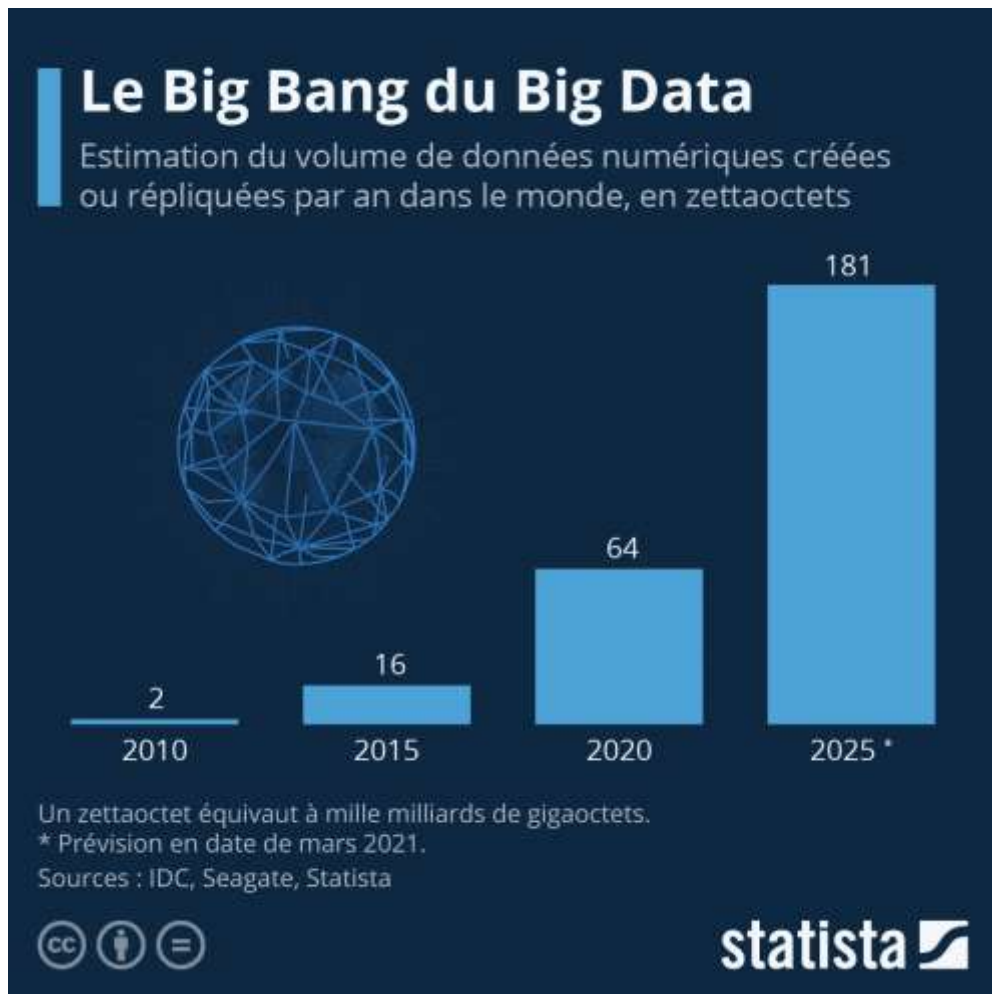 Le Big Bang du Big Data
Estimation du volume de données numériques créées
ou répliquées par an dans le monde, en zettaoctets
181
64
16
2
2010 2015 2020 2025 *
Un zettaoctet équivaut à mille milliards de gigaoctets.
* Prévision en date de mars 2021.
Sources : IDC, Seagate, Statista
cc
statista